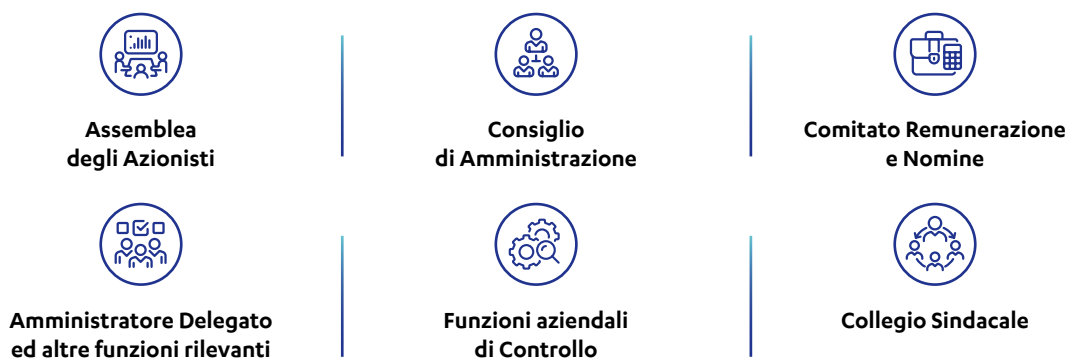 Assemblea
degli Azionisti
Consiglio
di Amministrazione
Comitato Remunerazione
e Nomine
Amministratore Delegato
ed altre funzioni rilevanti
Funzioni aziendali
di Controllo
Collegio Sindacale